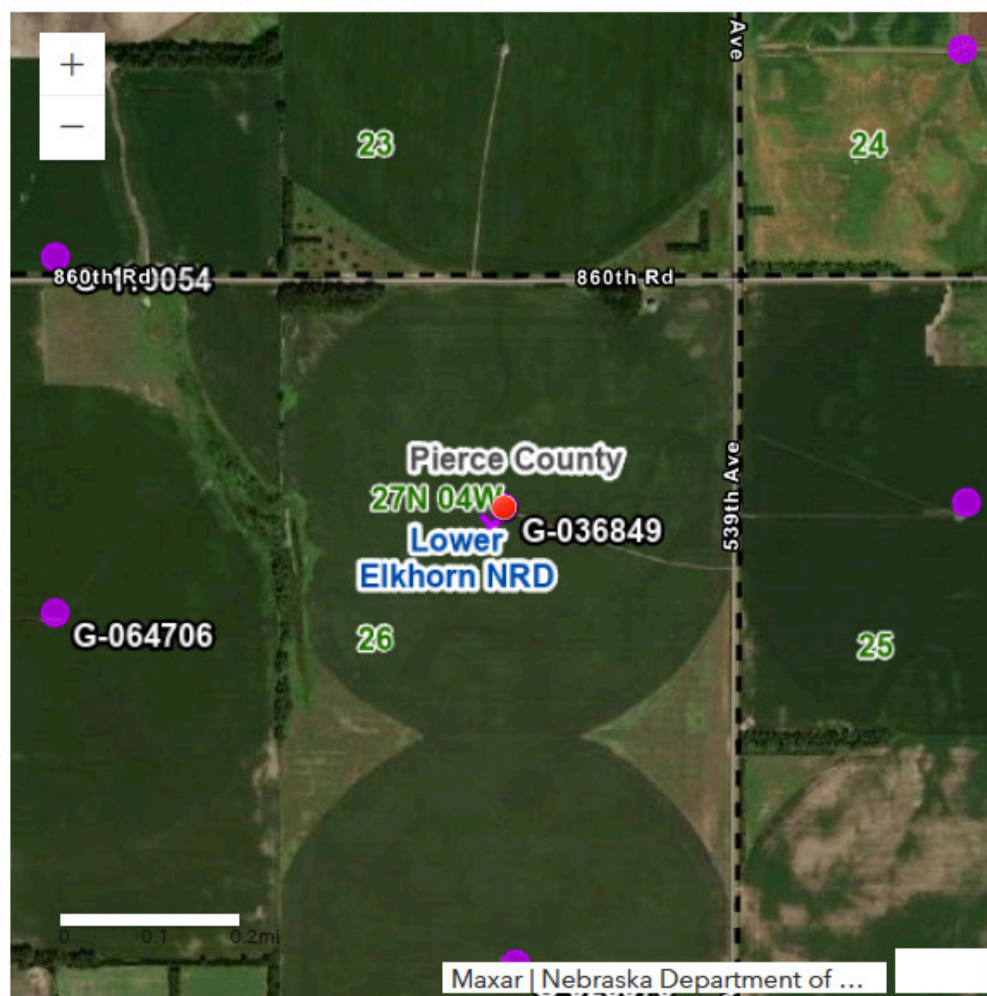 +
−
Ave
23
24
860th Rd
860th Rd
Pierce County
27N 04W
539th Ave
G-036849
Lower
Elkhorn NRD
G-064706
26
25
0 0.1 0.2mi
Maxar | Nebraska Department of ...